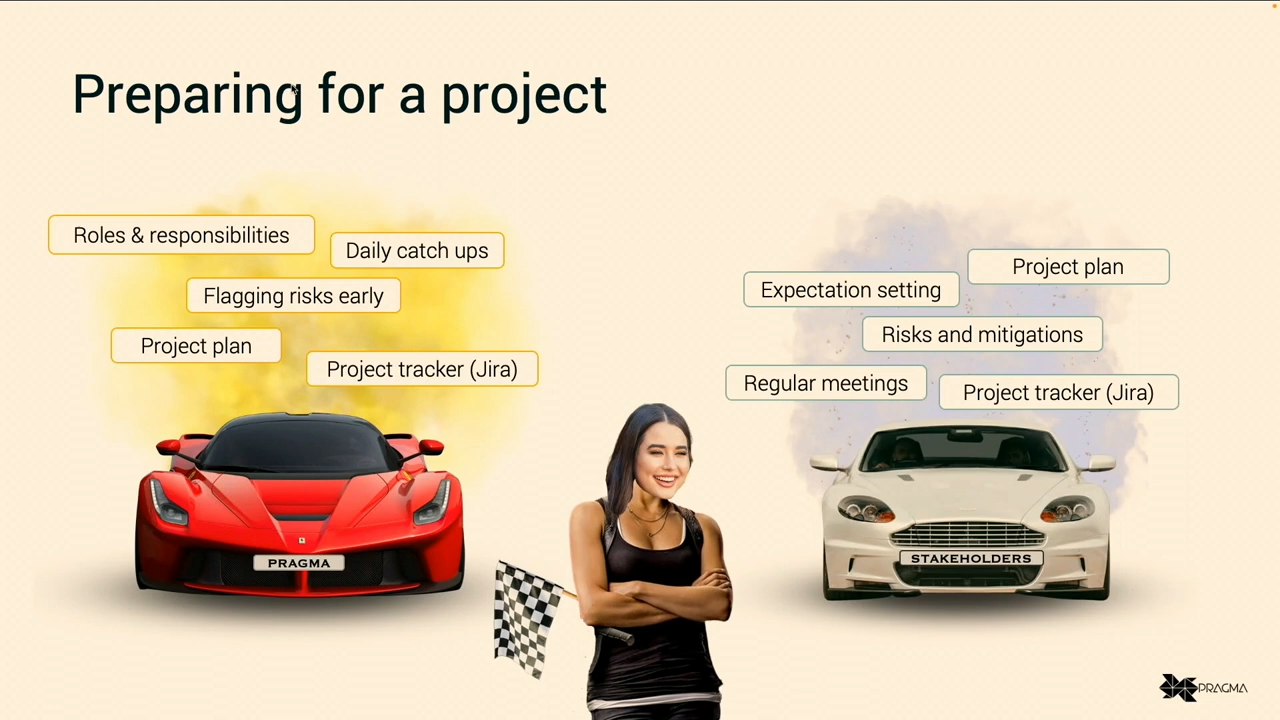 Preparing for a project
Roles & responsibilities
Daily catch ups
Flagging risks early
Project plan
Project tracker (Jira)
Project plan
Expectation setting
Risks and mitigations
Regular meetings
Project tracker (Jira)
PRAGMA
STAKEHOLDERS
PRAGMA